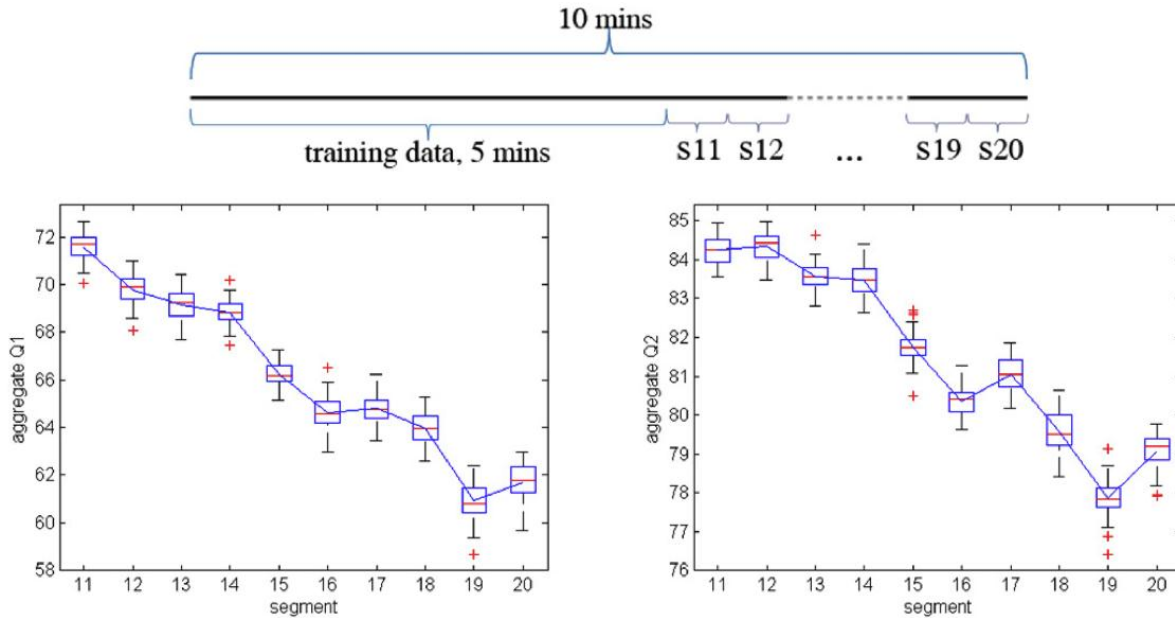 10 mins
training data, 5 mins
s11 s12 ... s19 s20
72
70
68
66
64
62
60
58
aggregate Q1
11 12 13 14 15 16 17 18 19 20
segment
85
84
83
82
81
80
79
78
77
76
aggregate Q2
11 12 13 14 15 16 17 18 19 20
segment